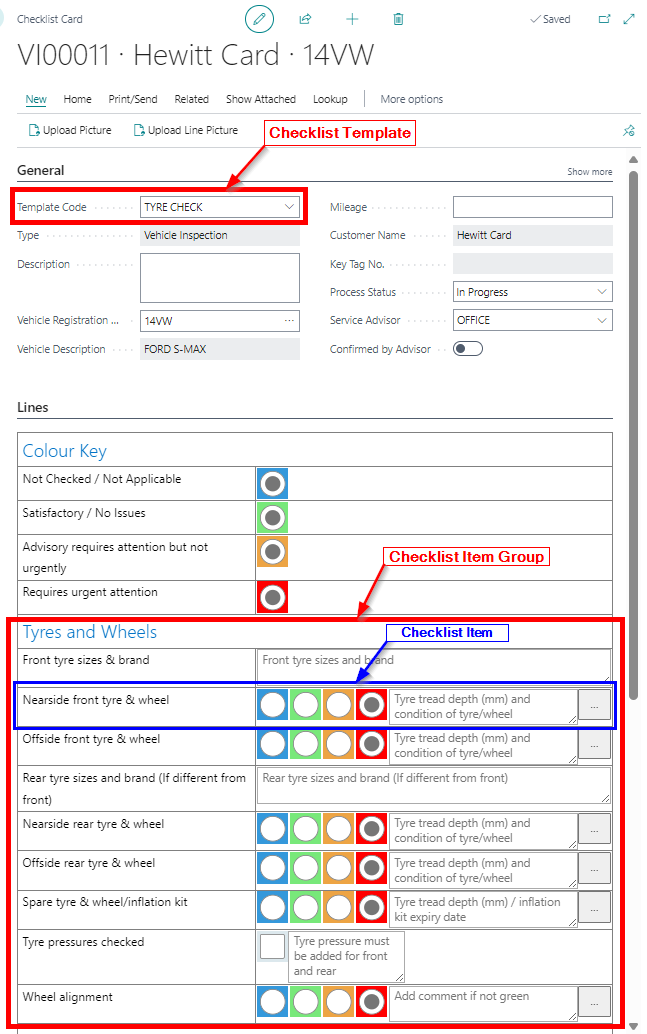 Checklist Card
Saved
VI00011 · Hewitt Card · 14VW
New Home Print/Send Related Show Attached Lookup More options
Upload Picture Upload Line Picture
Checklist Template
General
Show more
Template Code TYRE CHECK
Mileage
Type Vehicle Inspection
Customer Name Hewitt Card
Description
Key Tag No.
Process Status In Progress
Vehicle Registration ... 14VW ...
Service Advisor OFFICE
Vehicle Description FORD S-MAX
Confirmed by Advisor
Lines
Colour Key
Not Checked / Not Applicable
Satisfactory / No Issues
Advisory requires attention but not
urgently
Checklist Item Group
Requires urgent attention
Tyres and Wheels
Checklist Item
Front tyre sizes & brand
Front tyre sizes and brand
Nearside front tyre & wheel
Tyre tread depth (mm) and
condition of tyre/wheel
...
Offside front tyre & wheel
Tyre tread depth (mm) and
condition of tyre/wheel
...
Rear tyre sizes and brand (If different from
front)
Rear tyre sizes and brand (If different from front)
Nearside rear tyre & wheel
Tyre tread depth (mm) and
condition of tyre/wheel
...
Offside rear tyre & wheel
Tyre tread depth (mm) and
condition of tyre/wheel
...
Spare tyre & wheel/inflation kit
Tyre tread depth (mm) / inflation
kit expiry date
...
Tyre pressures checked
Tyre pressure must
be added for front
and rear
Wheel alignment
Add comment if not green
...